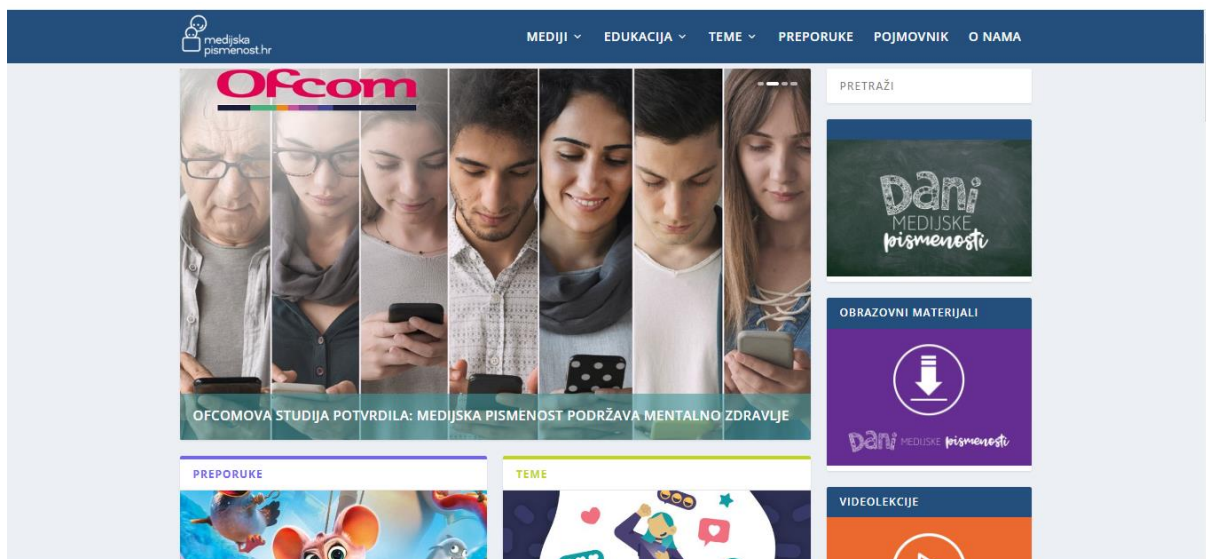 medijska
pismenost.hr
MEDIJI EDUKACIJA TEME PREPORUKE POJMOVNIK O NAMA
Ofcom
OFCOMOVA STUDIJA POTVRDILA: MEDIJSKA PISMENOST PODRŽAVA MENTALNO ZDRAVLJE
PRETRAŽI
Dani
MEDIJSKE
pismenosti
OBRAZOVNI MATERIJALI
Dani MEDIJSKE pismenosti
PREPORUKE
TEME
VIDEOLEKCIJE